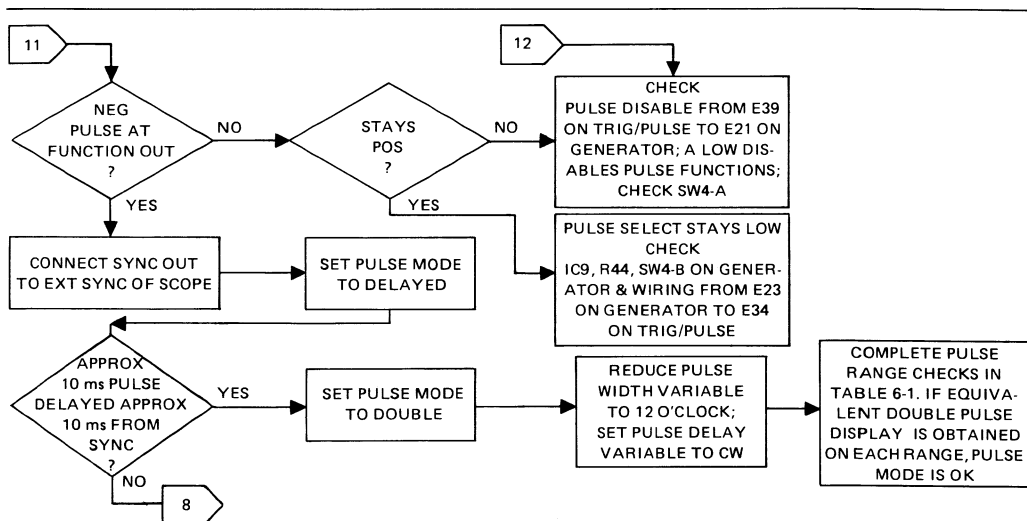 11
NEG
PULSE AT
FUNCTION OUT
?
NO
YES
STAYS
POS
?
NO
YES
12
CHECK
PULSE DISABLE FROM E39
ON TRIG/PULSE TO E21 ON
GENERATOR; A LOW DIS-
ABLES PULSE FUNCTIONS;
CHECK SW4-A
PULSE SELECT STAYS LOW
CHECK
IC9, R44, SW4-B ON GENER-
ATOR & WIRING FROM E23
ON GENERATOR TO E34
ON TRIG/PULSE
CONNECT SYNC OUT
TO EXT SYNC OF SCOPE
SET PULSE MODE
TO DELAYED
APPROX
10 ms PULSE
DELAYED APPROX
10 ms FROM
SYNC
?
YES
NO
8
SET PULSE MODE
TO DOUBLE
REDUCE PULSE
WIDTH VARIABLE
TO 12 O'CLOCK;
SET PULSE DELAY
VARIABLE TO CW
COMPLETE PULSE
RANGE CHECKS IN
TABLE 6-1. IF EQUIVA-
LENT DOUBLE PULSE
DISPLAY IS OBTAINED
ON EACH RANGE, PULSE
MODE IS OK